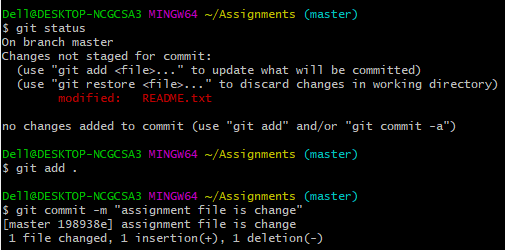 Dell@DESKTOP-NCGCSA3 MINGW64 ~/Assignments (master)
$ git status
On branch master
Changes not staged for commit:
  (use "git add <file>..." to update what will be committed)
  (use "git restore <file>..." to discard changes in working directory)
        modified:   README.txt

no changes added to commit (use "git add" and/or "git commit -a")

Dell@DESKTOP-NCGCSA3 MINGW64 ~/Assignments (master)
$ git add .

Dell@DESKTOP-NCGCSA3 MINGW64 ~/Assignments (master)
$ git commit -m "assignment file is change"
[master 198938e] assignment file is change
 1 file changed, 1 insertion(+), 1 deletion(-)